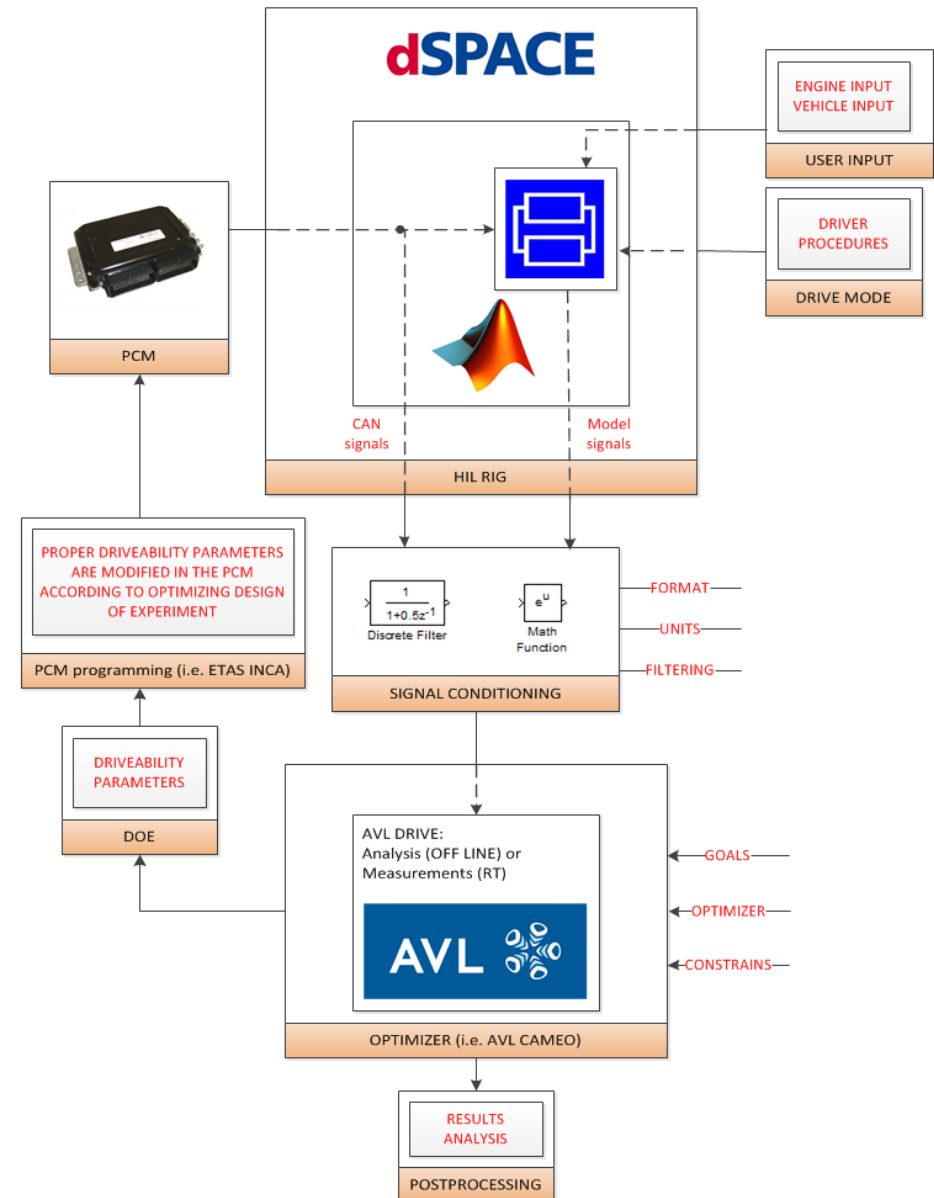 dSPACE
ENGINE INPUT
VEHICLE INPUT
USER INPUT
DRIVER
PROCEDURES
DRIVE MODE
PCM
CAN
signals
Model
signals
HIL RIG
PROPER DRIVEABILITY PARAMETERS
ARE MODIFIED IN THE PCM
ACCORDING TO OPTIMIZING DESIGN
OF EXPERIMENT
PCM programming (i.e. ETAS INCA)
1
1+0.5z-1
Discrete Filter
eu
Math
Function
SIGNAL CONDITIONING
FORMAT
UNITS
FILTERING
DRIVEABILITY
PARAMETERS
DOE
AVL DRIVE:
Analysis (OFF LINE) or
Measurements (RT)
AVL
OPTIMIZER (i.e. AVL CAMEO)
GOALS
OPTIMIZER
CONSTRAINS
RESULTS
ANALYSIS
POSTPROCESSING